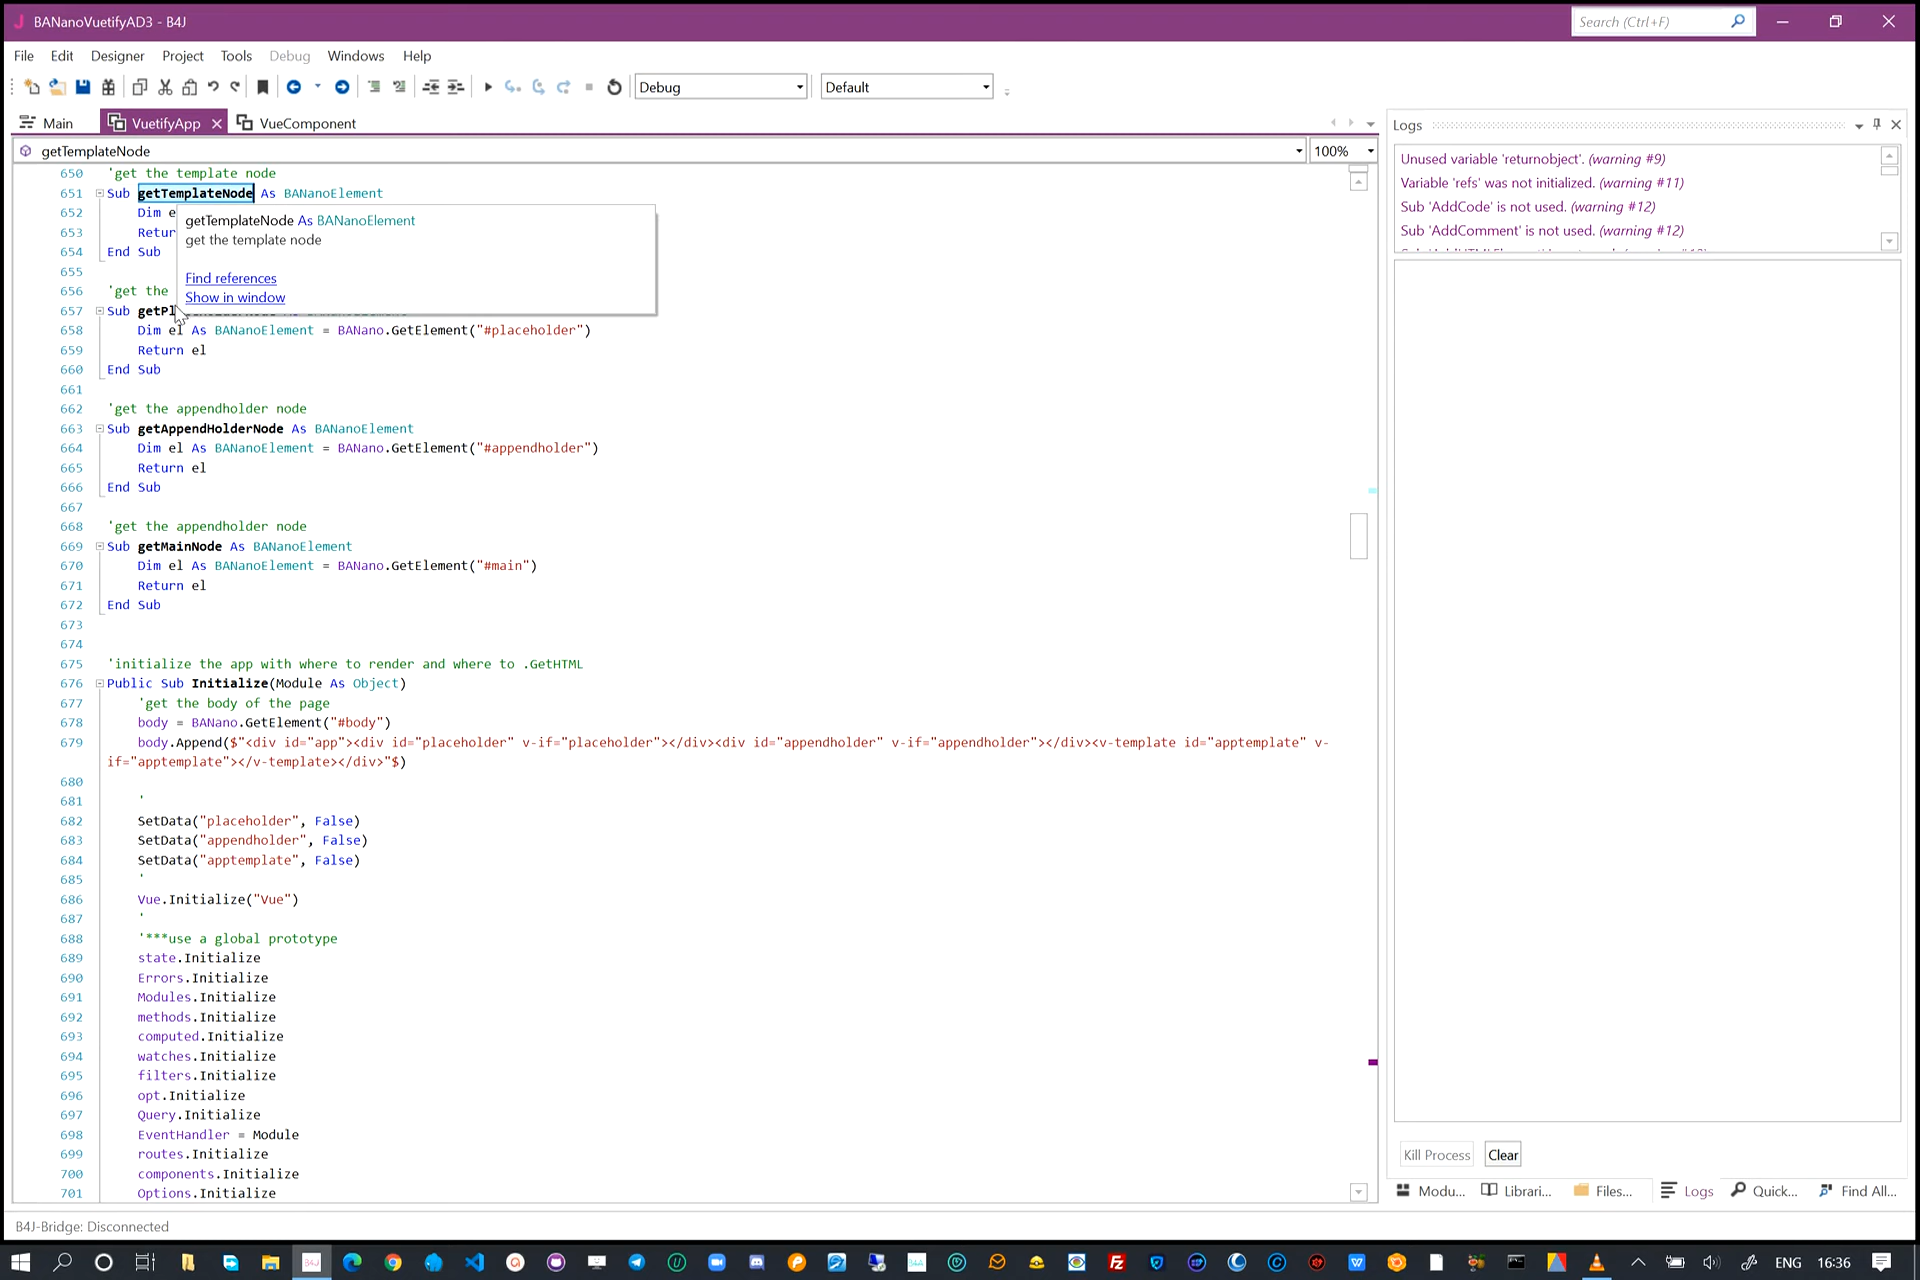 BANanoVuetifyAD3 - B4J
Search (Ctrl+F)
File Edit Designer Project Tools Debug Windows Help
Debug Default
Main VuetifyApp VueComponent
getTemplateNode 100%
650 'get the template node
651 Sub getTemplateNode As BANanoElement
652 Dim e
653 Retur
654 End Sub
655
656 'get the
657 Sub getPl
658 Dim el As BANanoElement = BANano.GetElement("#placeholder")
659 Return el
660 End Sub
661
662 'get the appendholder node
663 Sub getAppendHolderNode As BANanoElement
664 Dim el As BANanoElement = BANano.GetElement("#appendholder")
665 Return el
666 End Sub
667
668 'get the appendholder node
669 Sub getMainNode As BANanoElement
670 Dim el As BANanoElement = BANano.GetElement("#main")
671 Return el
672 End Sub
673
674
675 'initialize the app with where to render and where to .GetHTML
676 Public Sub Initialize(Module As Object)
677 'get the body of the page
678 body = BANano.GetElement("#body")
679 body.Append($"<div id="app"><div id="placeholder" v-if="placeholder"></div><div id="appendholder" v-if="appendholder"></div><v-template id="apptemplate" v-
if="apptemplate"></v-template></div>"$)
680
681 '
682 SetData("placeholder", False)
683 SetData("appendholder", False)
684 SetData("apptemplate", False)
685 '
686 Vue.Initialize("Vue")
687 '
688 '***use a global prototype
689 state.Initialize
690 Errors.Initialize
691 Modules.Initialize
692 methods.Initialize
693 computed.Initialize
694 watches.Initialize
695 filters.Initialize
696 opt.Initialize
697 Query.Initialize
698 EventHandler = Module
699 routes.Initialize
700 components.Initialize
701 Options.Initialize
getTemplateNode As BANanoElement
get the template node
Find references
Show in window
Logs
Unused variable 'returnobject'. (warning #9)
Variable 'refs' was not initialized. (warning #11)
Sub 'AddCode' is not used. (warning #12)
Sub 'AddComment' is not used. (warning #12)
Kill Process Clear
Modu... Librari... Files... Logs Quick... Find All...
B4J-Bridge: Disconnected
ENG 16:36